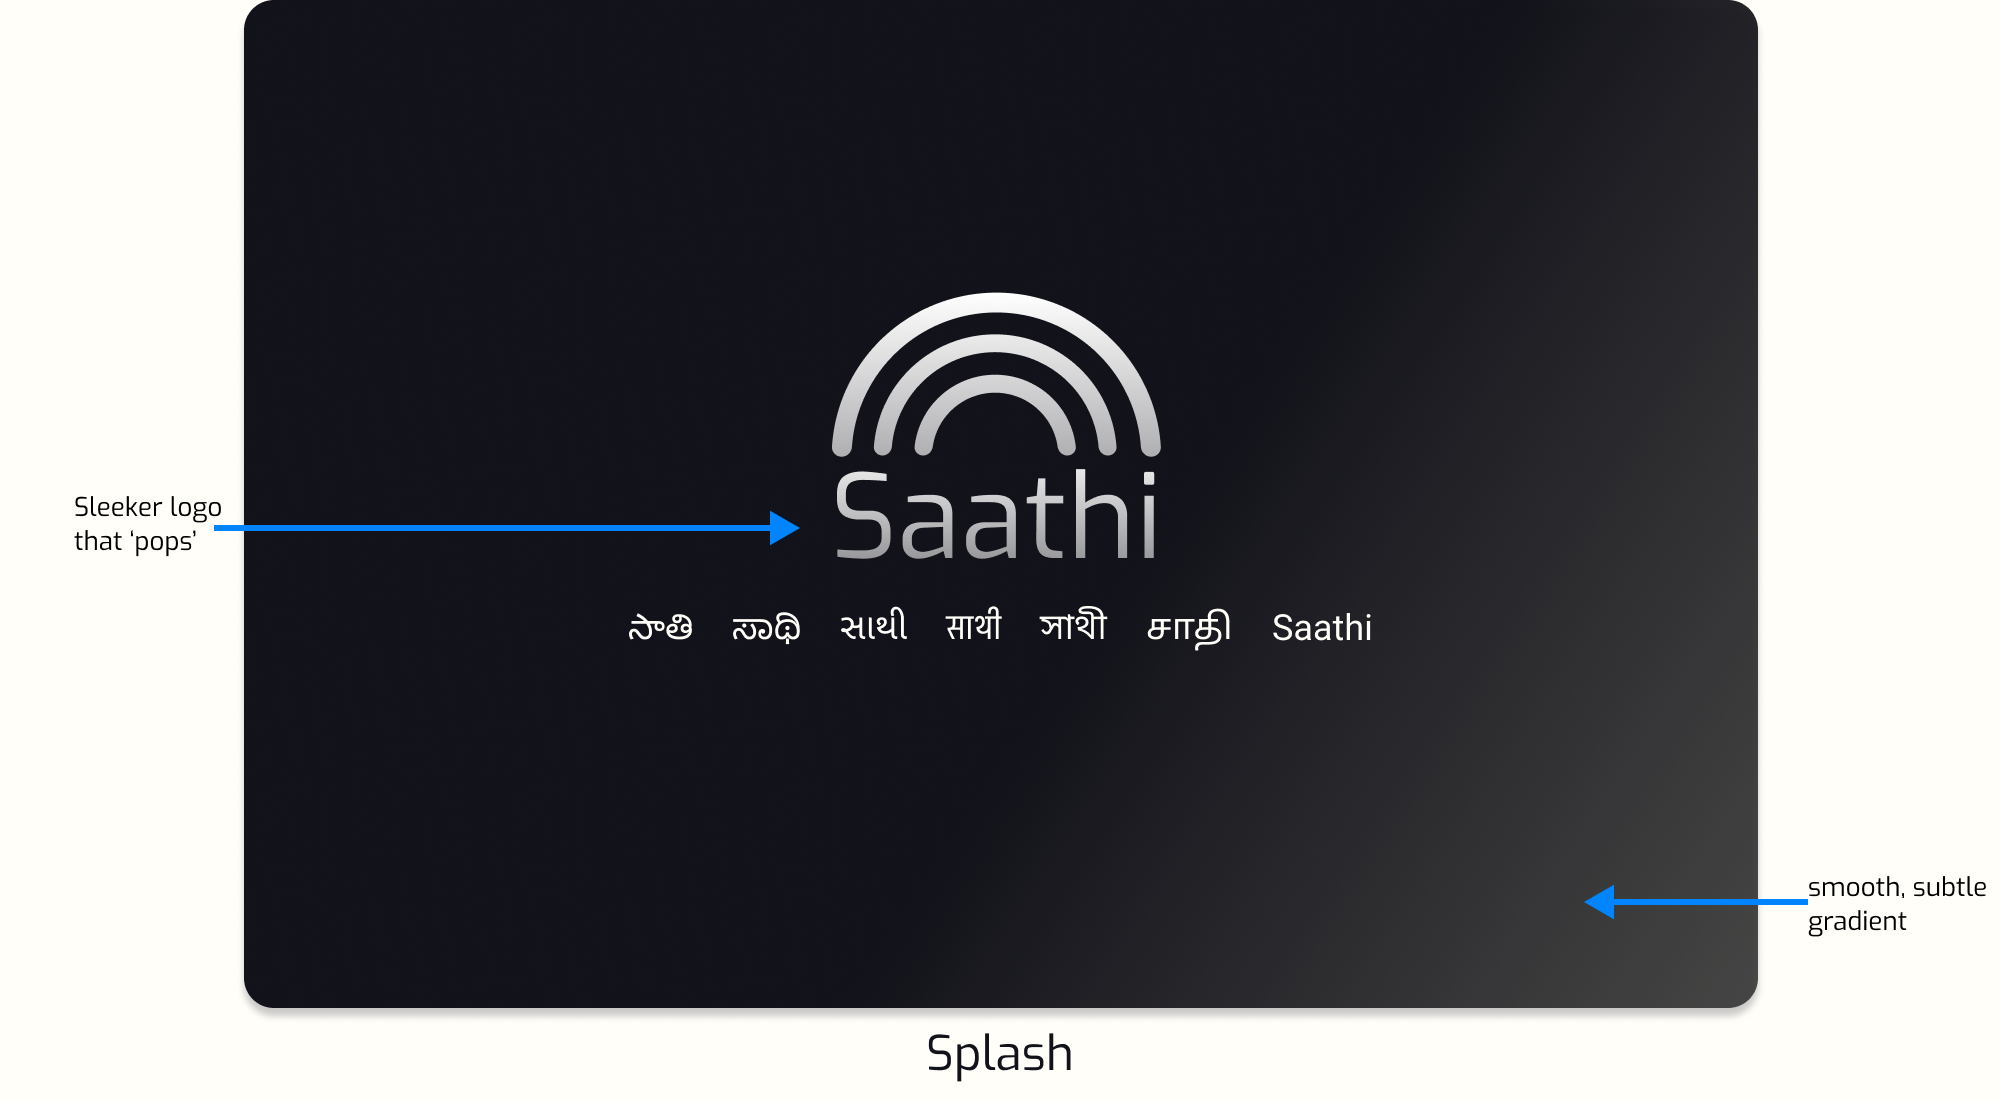 Saathi
సాతి ಸಾಥಿ સાથી साथी ਸਾਥੀ சாதி Saathi
Sleeker logo
that ‘pops’
smooth, subtle
gradient
Splash